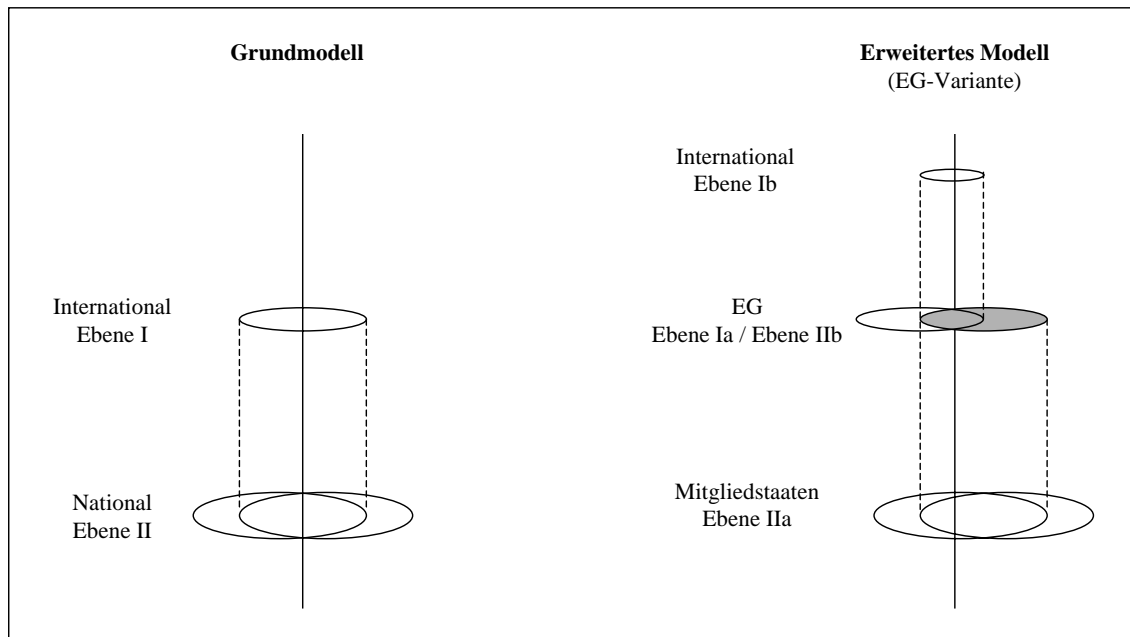 Grundmodell
International
Ebene I
National
Ebene II
Erweitertes Modell
(EG-Variante)
International
Ebene Ib
EG
Ebene Ia / Ebene IIb
Mitgliedstaaten
Ebene IIa